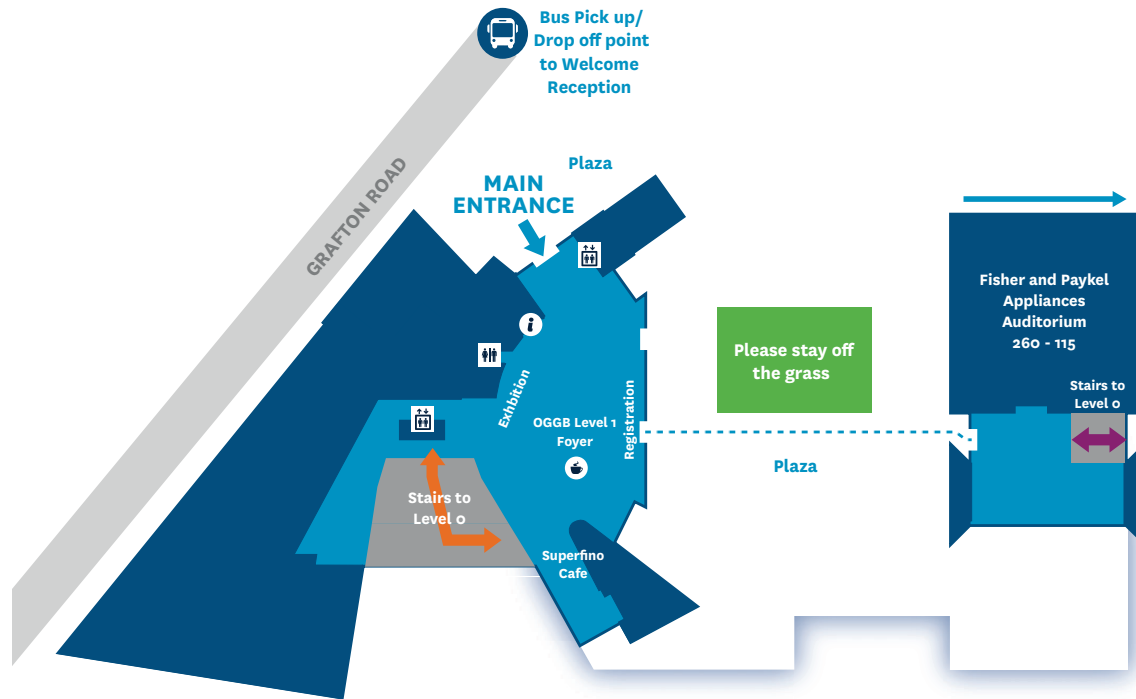 Bus Pick up/
Drop off point
to Welcome
Reception
GRAFTON ROAD
Plaza
MAIN
ENTRANCE
Fisher and Paykel
Appliances
Auditorium
260 - 115
Please stay off
the grass
Exhbition
OGGB Level 1
Foyer
Registration
Stairs to
Level 0
Plaza
Stairs to
Level 0
Superfino
Cafe